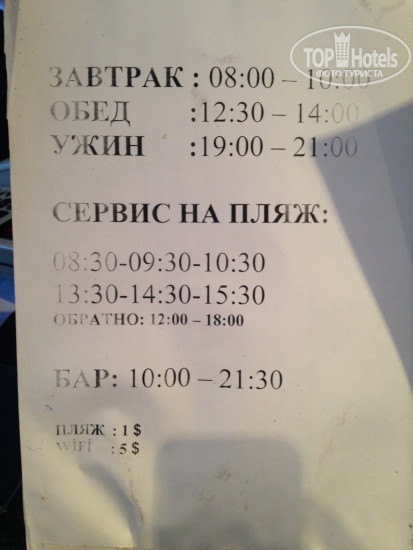 TOP Hotels
ФОТО ТУРИСТА
ЗАВТРАК : 08:00 – 10:00
ОБЕД :12:30 – 14:00
УЖИН :19:00 – 21:00
СЕРВИС НА ПЛЯЖ:
08:30-09:30-10:30
13:30-14:30-15:30
ОБРАТНО: 12:00 – 18:00
БАР: 10:00 – 21:30
ПЛЯЖ : 1 $
WİFİ : 5 $